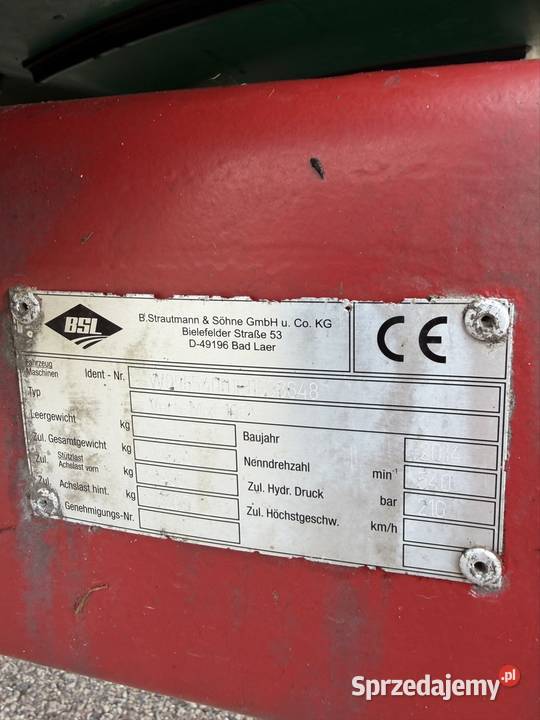 BSL
B.Strautmann & Söhne GmbH u. Co. KG
Bielefelder Straße 53
D-49196 Bad Laer
CE
Fahrzeug
Maschinen
Ident - Nr.
Typ
Leergewicht kg
Zul. Gesamtgewicht kg
Zul. Stützlast
Achslast vorn kg
Zul. Achslast hint. kg
Genehmigungs-Nr.
Baujahr
Nenndrehzahl min⁻¹
Zul. Hydr. Druck bar 210
Zul. Höchstgeschw. km/h
Sprzedajemy.pl